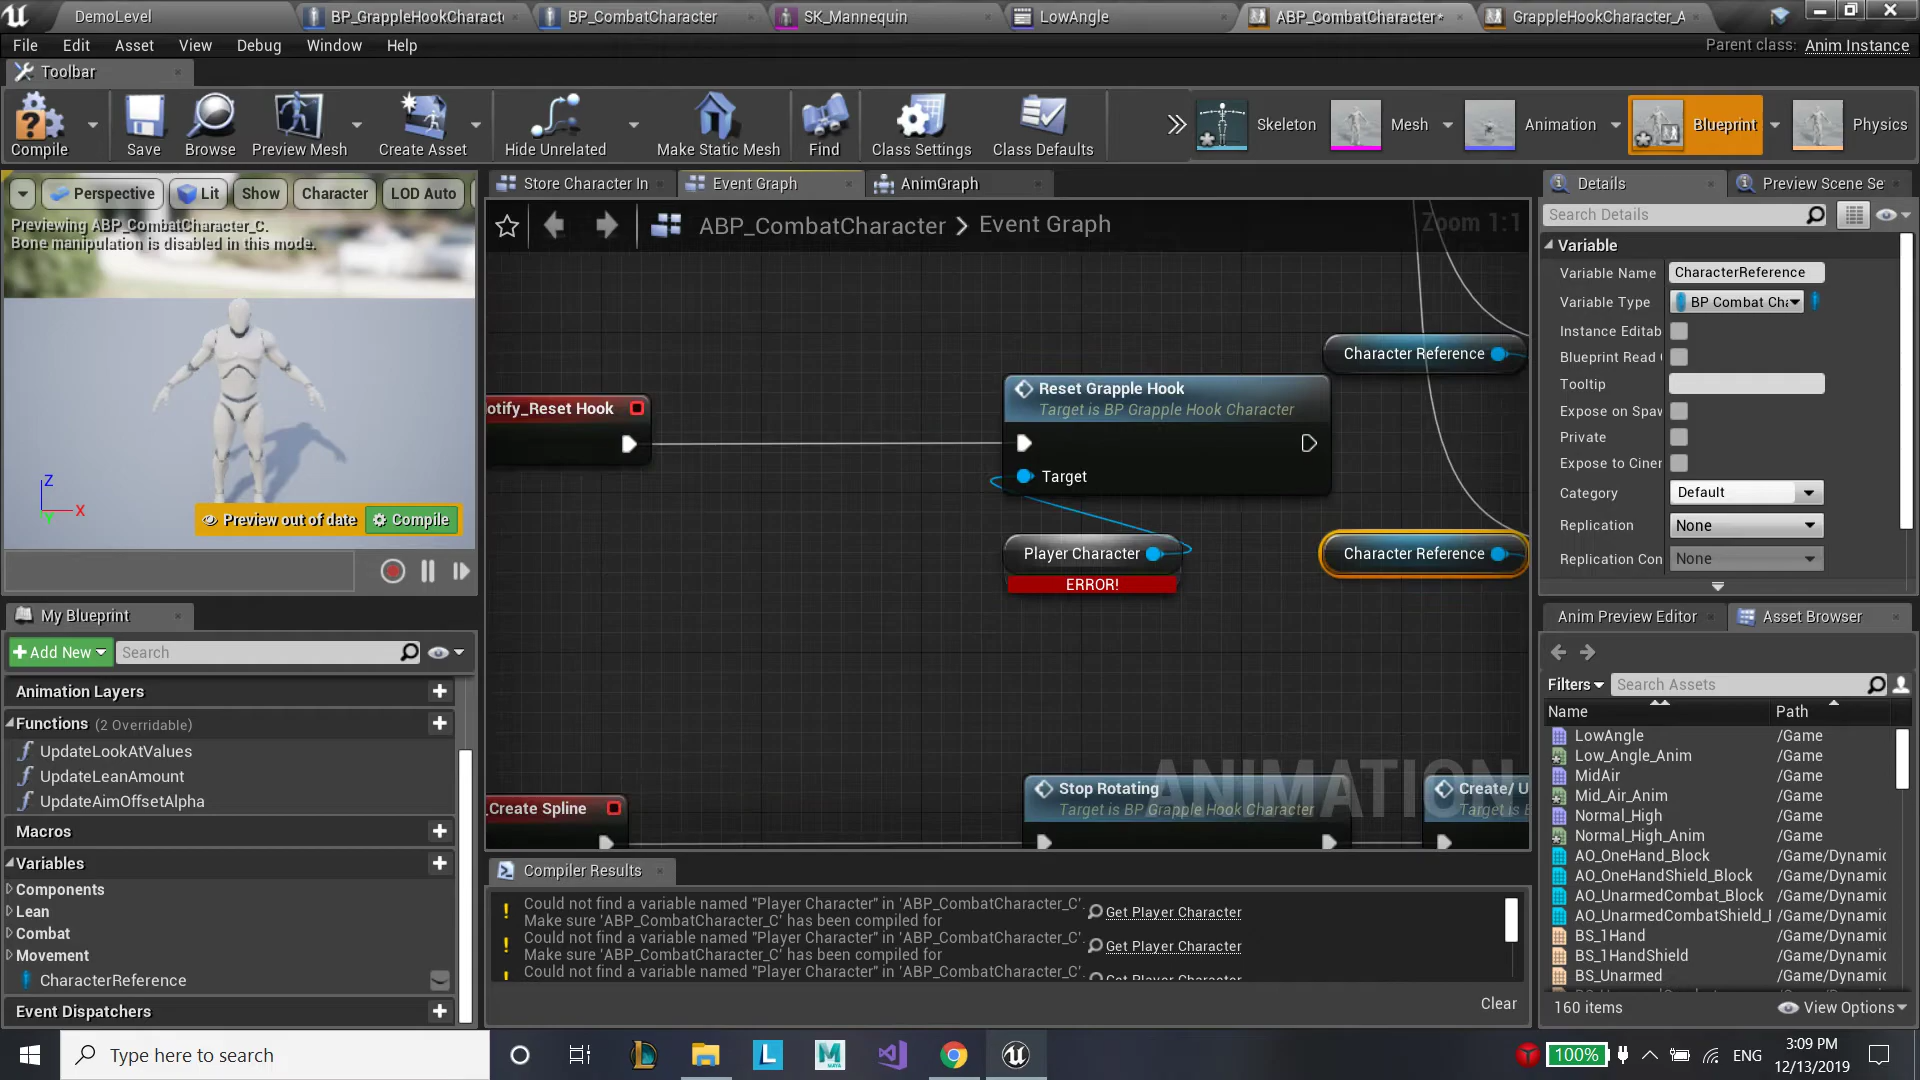 DemoLevel
BP_GrappleHookCharact
BP_CombatCharacter
SK_Mannequin
LowAngle
ABP_CombatCharacter*
GrappleHookCharacter_A
File Edit Asset View Debug Window Help
Parent class: Anim Instance
Toolbar
Compile
Save
Browse
Preview Mesh
Create Asset
Hide Unrelated
Make Static Mesh
Find
Class Settings
Class Defaults
Skeleton
Mesh
Animation
Blueprint
Physics
Perspective
Lit
Show
Character
LOD Auto
Previewing ABP_CombatCharacter_C.
Bone manipulation is disabled in this mode.
Z
X
Y
Preview out of date
Compile
Store Character In
Event Graph
AnimGraph
ABP_CombatCharacter > Event Graph
Zoom 1:1
otify_Reset Hook
Reset Grapple Hook
Target is BP Grapple Hook Character
Target
Character Reference
Player Character
ERROR!
Character Reference
Create Spline
Stop Rotating
Target is BP Grapple Hook Character
Create/ U
Target is B
ANIMATION
My Blueprint
Add New
Search
Animation Layers
Functions (2 Overridable)
UpdateLookAtValues
UpdateLeanAmount
UpdateAimOffsetAlpha
Macros
Variables
Components
Lean
Combat
Movement
CharacterReference
Event Dispatchers
Compiler Results
Could not find a variable named "Player Character" in 'ABP_CombatCharacter_C'.
Make sure 'ABP_CombatCharacter_C' has been compiled for
Get Player Character
Could not find a variable named "Player Character" in 'ABP_CombatCharacter_C'.
Make sure 'ABP_CombatCharacter_C' has been compiled for
Get Player Character
Could not find a variable named "Player Character" in 'ABP_CombatCharacter_C'.
Get Player Character
Clear
Details
Preview Scene Se
Search Details
Variable
Variable Name
CharacterReference
Variable Type
BP Combat Cha
Instance Editab
Blueprint Read
Tooltip
Expose on Spaw
Private
Expose to Ciner
Category
Default
Replication
None
Replication Con
None
Anim Preview Editor
Asset Browser
Filters
Search Assets
Name
Path
LowAngle /Game
Low_Angle_Anim /Game
MidAir /Game
Mid_Air_Anim /Game
Normal_High /Game
Normal_High_Anim /Game
AO_OneHand_Block /Game/Dynamic
AO_OneHandShield_Block /Game/Dynamic
AO_UnarmedCombat_Block /Game/Dynamic
AO_UnarmedCombatShield_ /Game/Dynamic
BS_1Hand /Game/Dynamic
BS_1HandShield /Game/Dynamic
BS_Unarmed /Game/Dynamic
160 items
View Options
Type here to search
L
M
100%
ENG
3:09 PM
12/13/2019